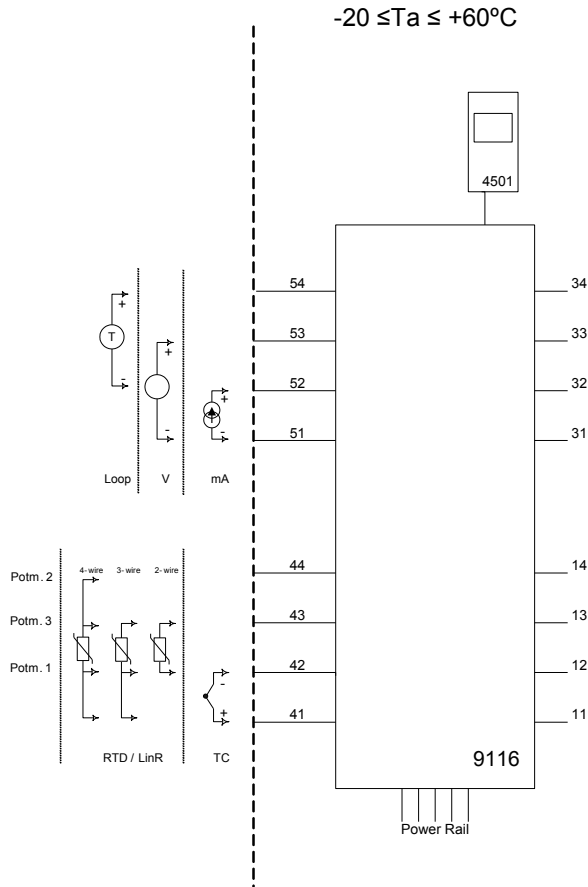 -20 ≤Ta ≤ +60ºC
4501
54 34
+
53 33
T
+
52 32
-
+
51 31
-
-
Loop V mA
4-wire 3-wire 2-wire
44 14
Potm. 2
Potm. 3
43 13
Potm. 1
42 12
-
+
41 11
RTD / LinR TC
9116
Power Rail